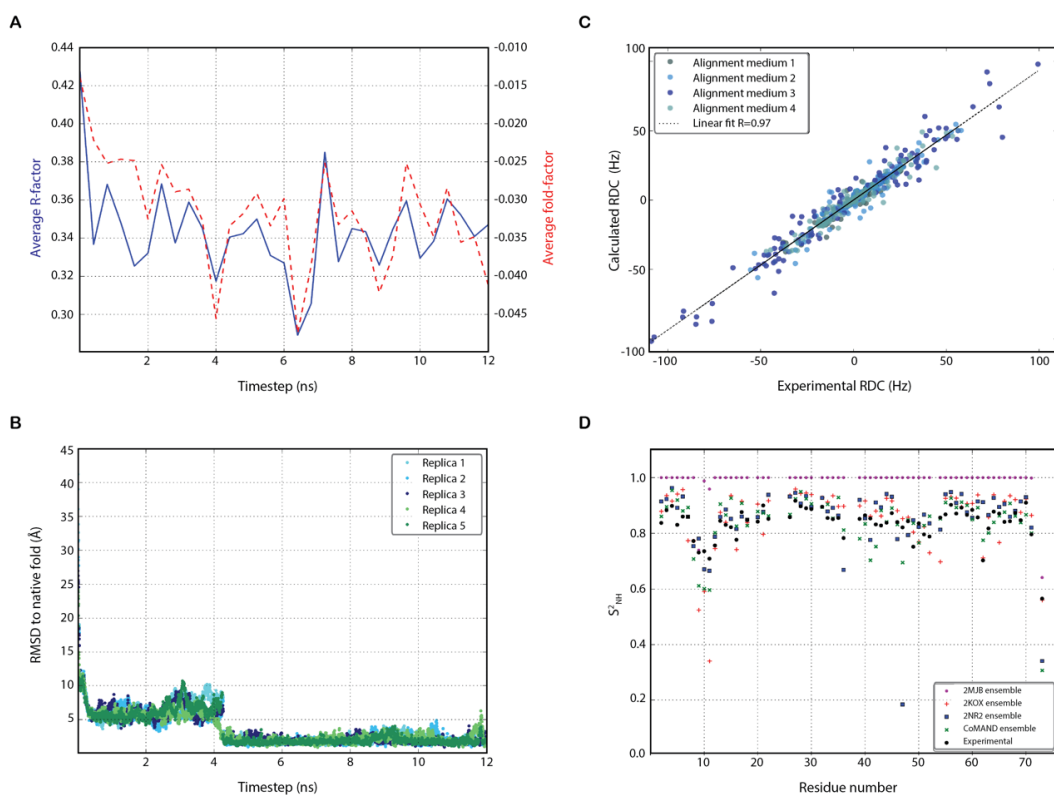 A
0.44
0.42
0.40
0.38
0.36
0.34
0.32
0.30
Average R-factor
-0.010
-0.015
-0.020
-0.025
-0.030
-0.035
-0.040
-0.045
Average fold-factor
2 4 6 8 10 12
Timestep (ns)
C
100
50
0
-50
-100
Calculated RDC (Hz)
Alignment medium 1
Alignment medium 2
Alignment medium 3
Alignment medium 4
Linear fit R=0.97
-100 -50 0 50 100
Experimental RDC (Hz)
B
45
40
35
30
25
20
15
10
5
RMSD to native fold (Å)
Replica 1
Replica 2
Replica 3
Replica 4
Replica 5
2 4 6 8 10 12
Timestep (ns)
D
1.0
0.8
0.6
0.4
0.2
0.0
S²NH
2MJB ensemble
2KOX ensemble
2NR2 ensemble
CoMAND ensemble
Experimental
10 20 30 40 50 60 70
Residue number